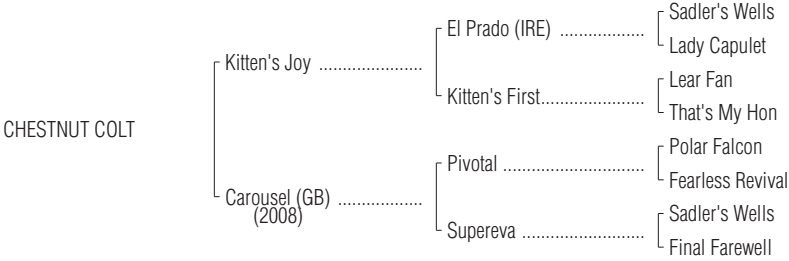 Sadler's Wells
El Prado (IRE) ..................
Lady Capulet
Kitten's Joy ......................
Lear Fan
Kitten's First......................
That's My Hon
CHESTNUT COLT
Polar Falcon
Pivotal ..............................
Fearless Revival
Carousel (GB) ..................
(2008)
Sadler's Wells
Supereva ..........................
Final Farewell